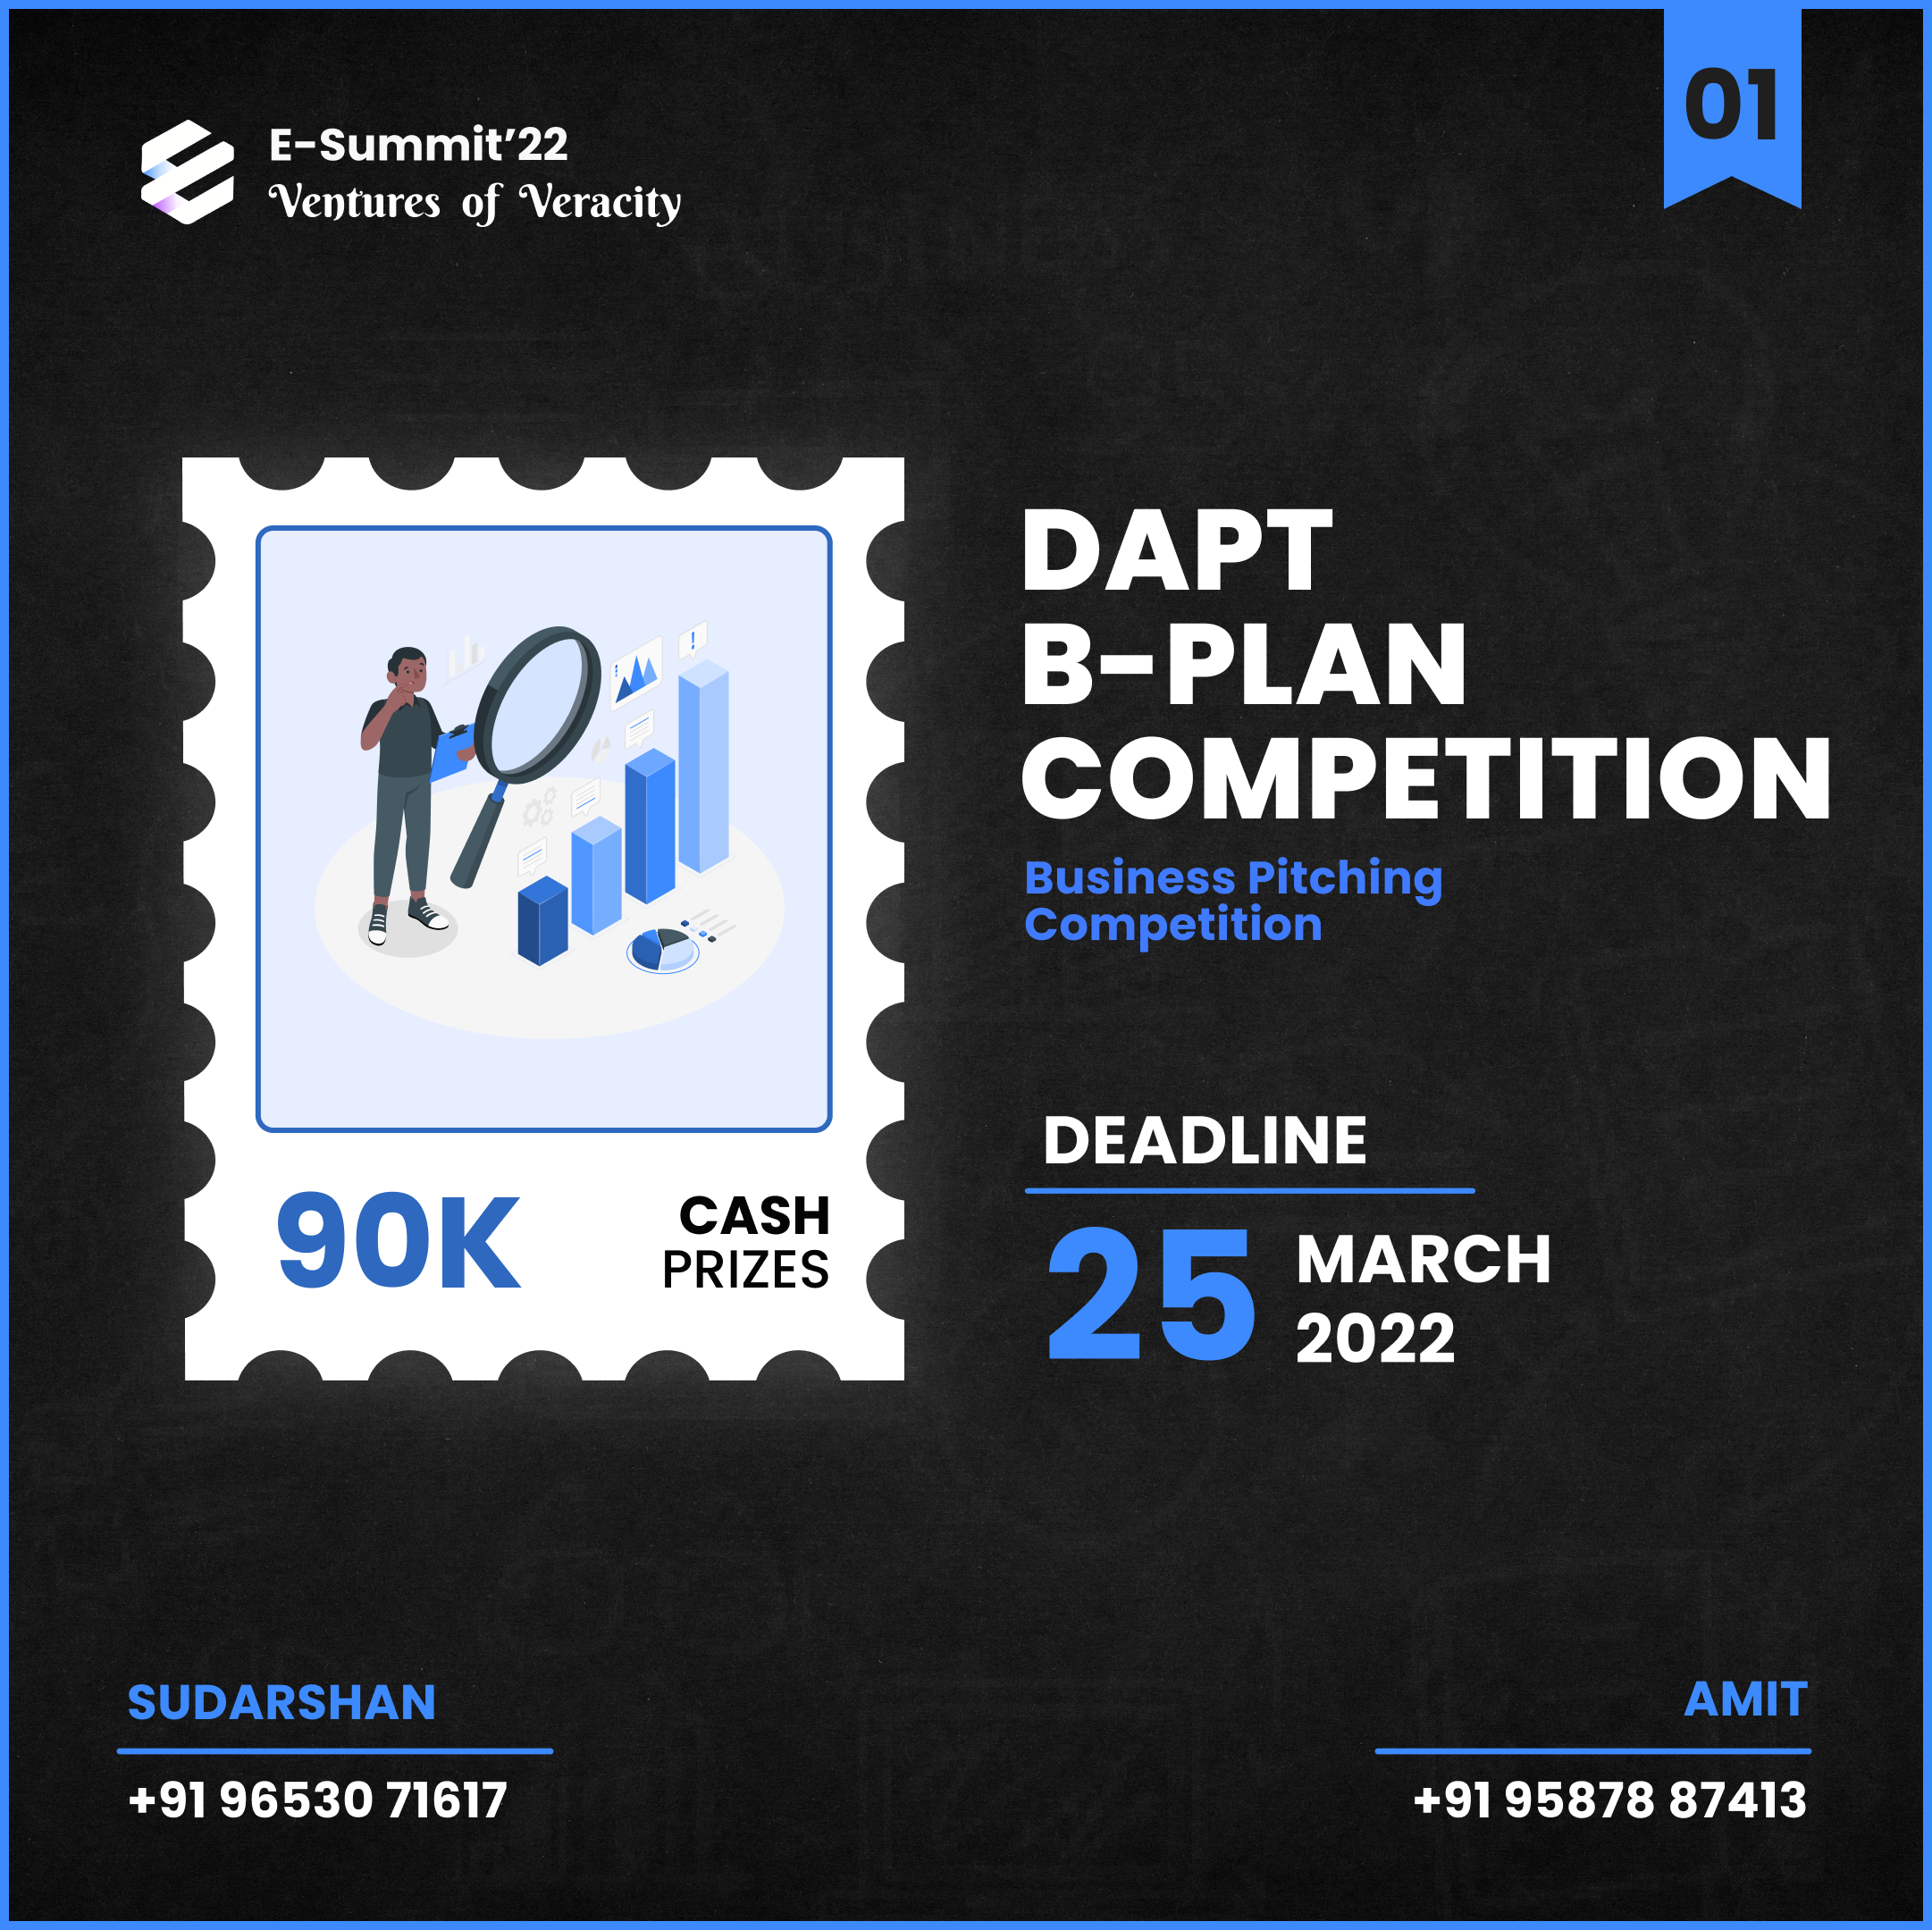 01
E-Summit’22
Ventures of Veracity
DAPT
B-PLAN
COMPETITION
Business Pitching
Competition
90K
CASH
PRIZES
DEADLINE
25
MARCH
2022
SUDARSHAN
+91 96530 71617
AMIT
+91 95878 87413